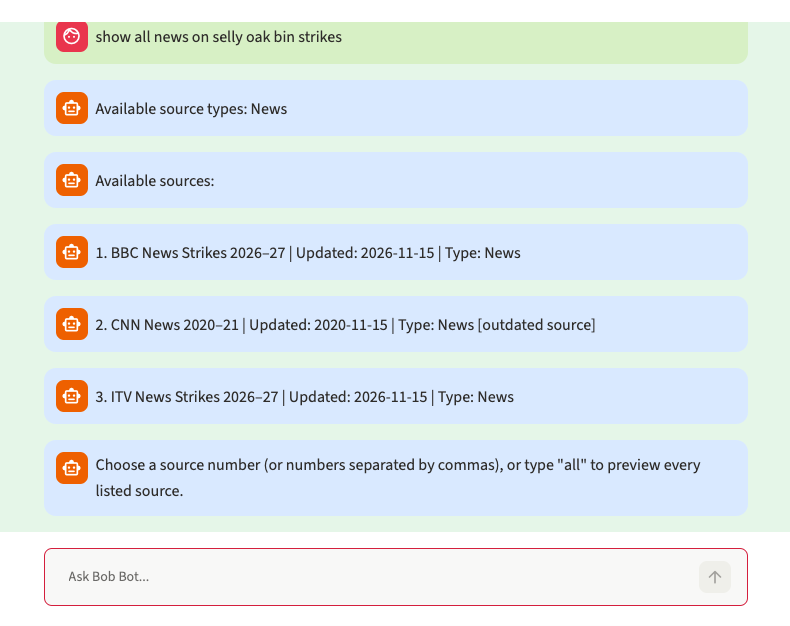 show all news on selly oak bin strikes
Available source types: News
Available sources:
1. BBC News Strikes 2026–27 | Updated: 2026-11-15 | Type: News
2. CNN News 2020–21 | Updated: 2020-11-15 | Type: News [outdated source]
3. ITV News Strikes 2026–27 | Updated: 2026-11-15 | Type: News
Choose a source number (or numbers separated by commas), or type "all" to preview every
listed source.
Ask Bob Bot...